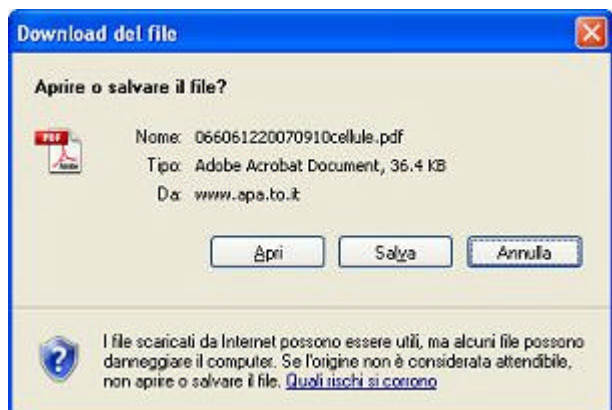 Download del file
Aprire o salvare il file?
PDF
Adobe
Nome: 066061220070910cellule.pdf
Tipo: Adobe Acrobat Document, 36.4 KB
Da: www.apa.to.it
Apri
Salva
Annulla
I file scaricati da Internet possono essere utili, ma alcuni file possono
danneggiare il computer. Se l'origine non è considerata attendibile,
non aprire o salvare il file. Quali rischi si corrono